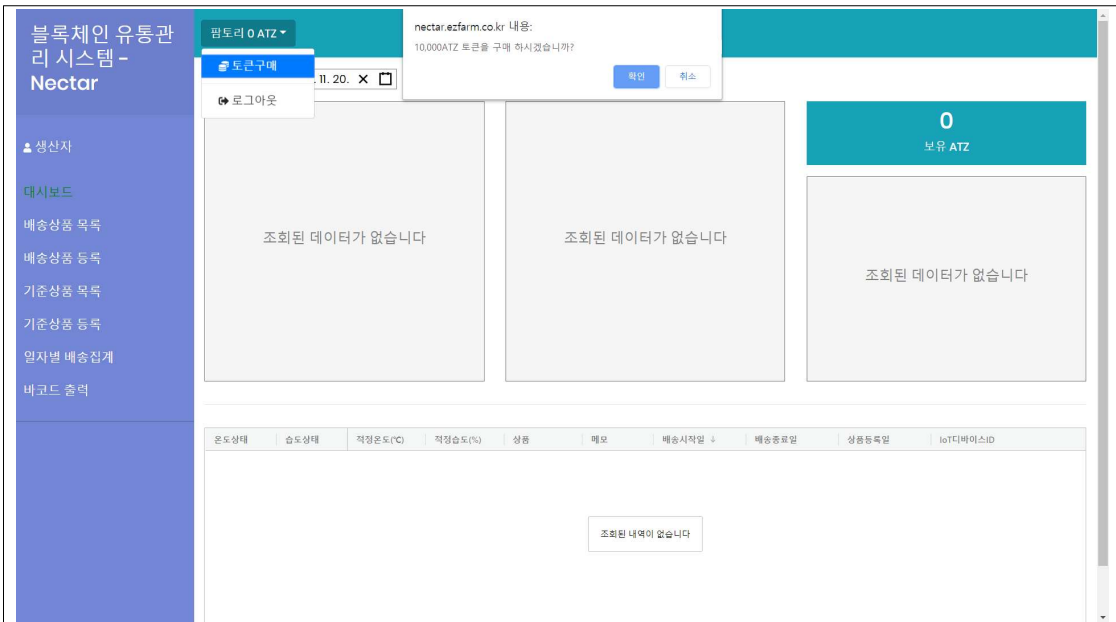 블록체인 유통관
리 시스템 –
Nectar
생산자
대시보드
배송상품 목록
배송상품 등록
기준상품 목록
기준상품 등록
일자별 배송집계
바코드 출력
팜토리 0 ATZ
토큰구매
로그아웃
11. 20.
nectar.ezfarm.co.kr 내용:
10,000ATZ 토큰을 구매 하시겠습니까?
확인 취소
조회된 데이터가 없습니다
조회된 데이터가 없습니다
0
보유 ATZ
조회된 데이터가 없습니다
온도상태 습도상태 적정온도(℃) 적정습도(%) 상품 메모 배송시작일 ↓ 배송종료일 상품등록일 IoT디바이스ID
조회된 내역이 없습니다